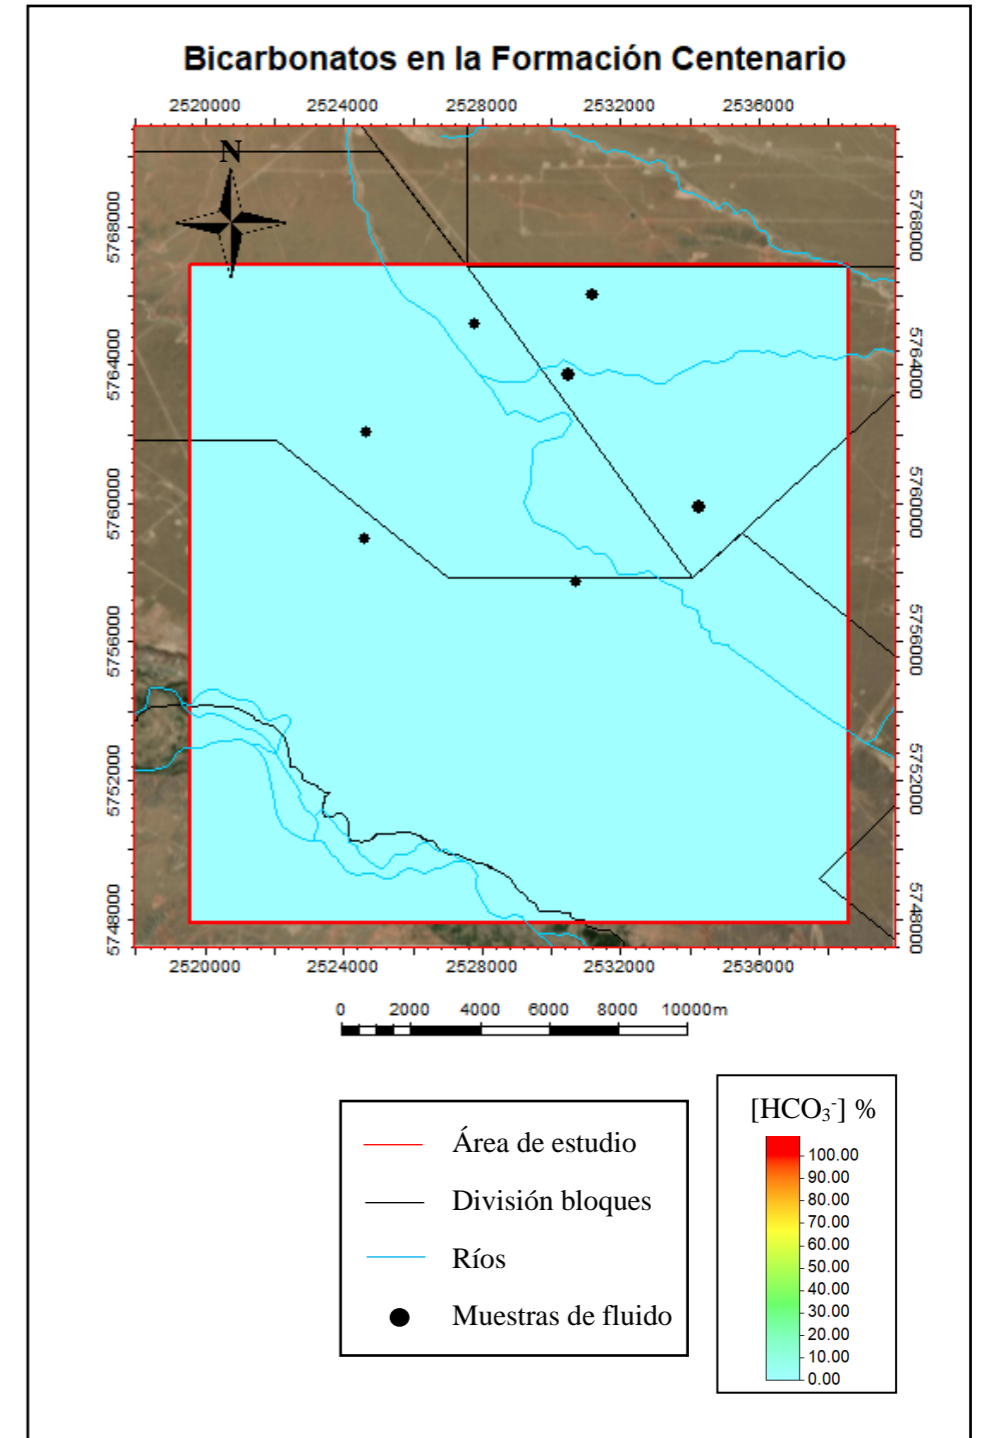 Bicarbonatos en la Formación Centenario
2520000 2524000 2528000 2532000 2536000
N
5768000 5764000 5760000 5756000 5752000 5748000
5768000 5764000 5760000 5756000 5752000 5748000
2520000 2524000 2528000 2532000 2536000
0 2000 4000 6000 8000 10000m
Área de estudio
División bloques
Ríos
Muestras de fluido
[HCO₃⁻] %
100.00
90.00
80.00
70.00
60.00
50.00
40.00
30.00
20.00
10.00
0.00